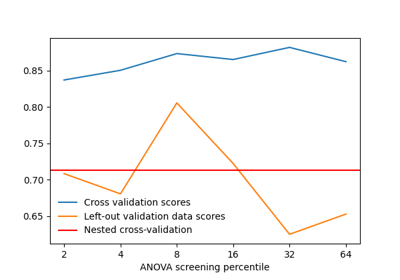 0.85
0.80
0.75
0.70
0.65
Cross validation scores
Left-out validation data scores
Nested cross-validation
2 4 8 16 32 64
ANOVA screening percentile